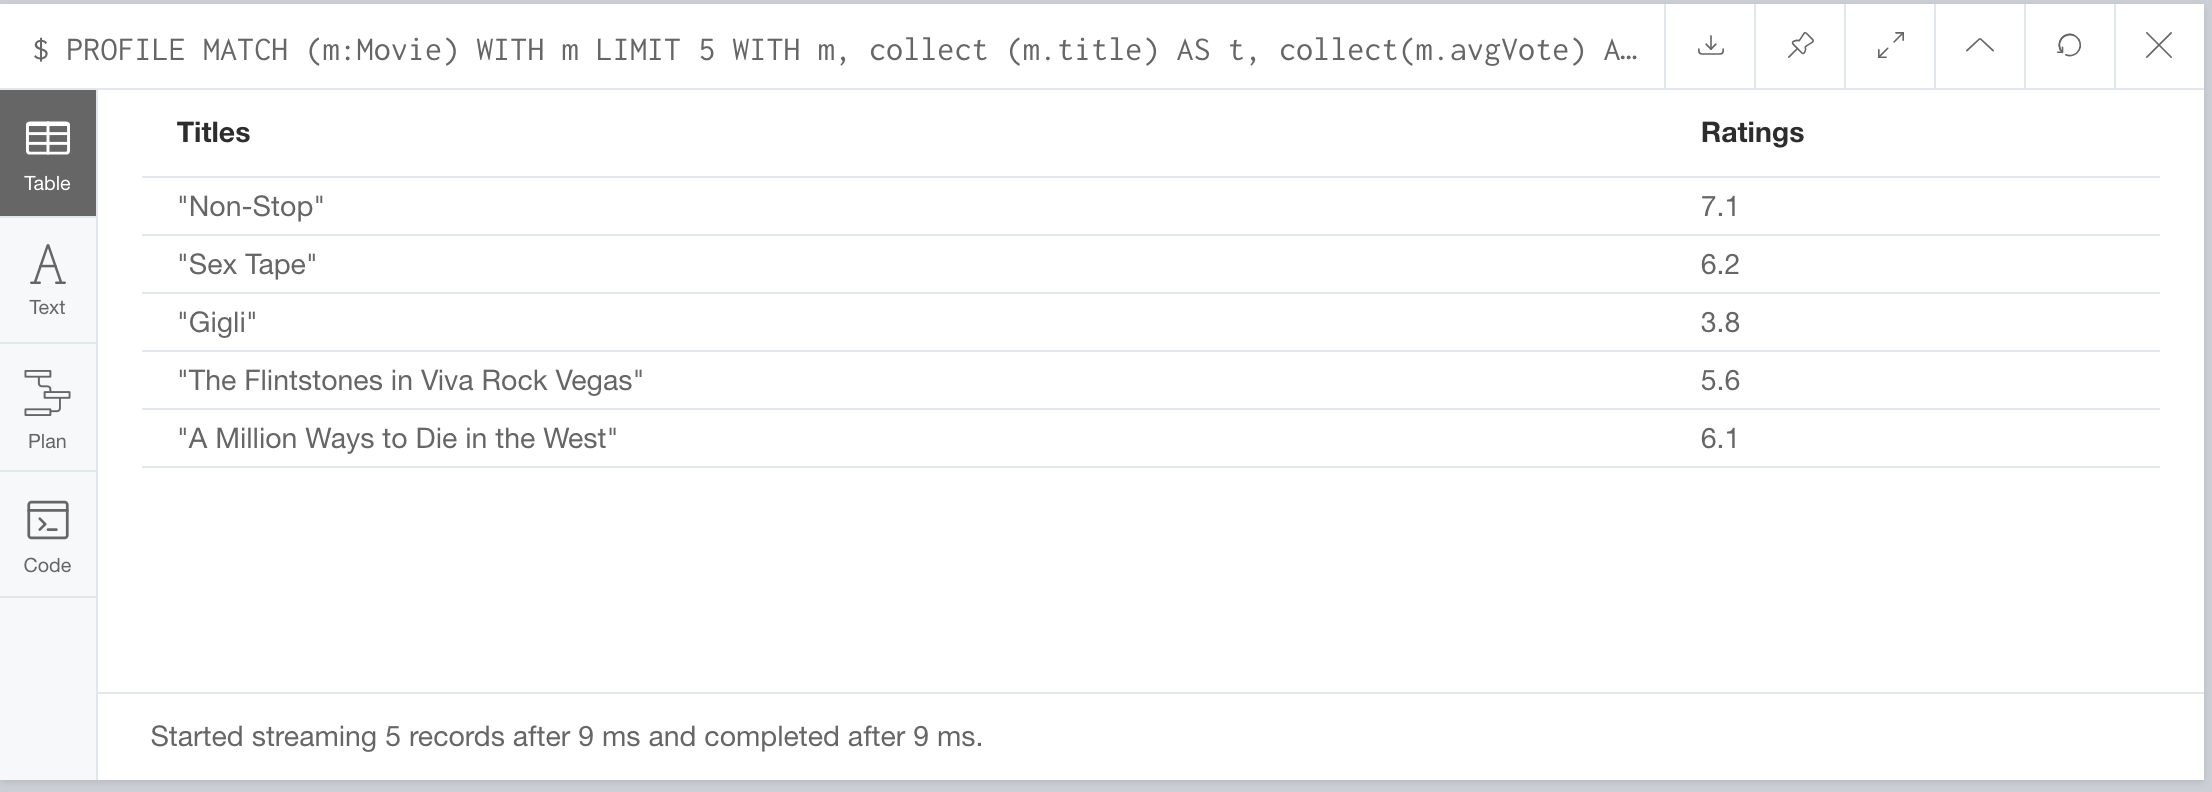 $ PROFILE MATCH (m:Movie) WITH m LIMIT 5 WITH m, collect (m.title) AS t, collect(m.avgVote) A…
Table
Text
Plan
Code
Titles Ratings
"Non-Stop" 7.1
"Sex Tape" 6.2
"Gigli" 3.8
"The Flintstones in Viva Rock Vegas" 5.6
"A Million Ways to Die in the West" 6.1
Started streaming 5 records after 9 ms and completed after 9 ms.